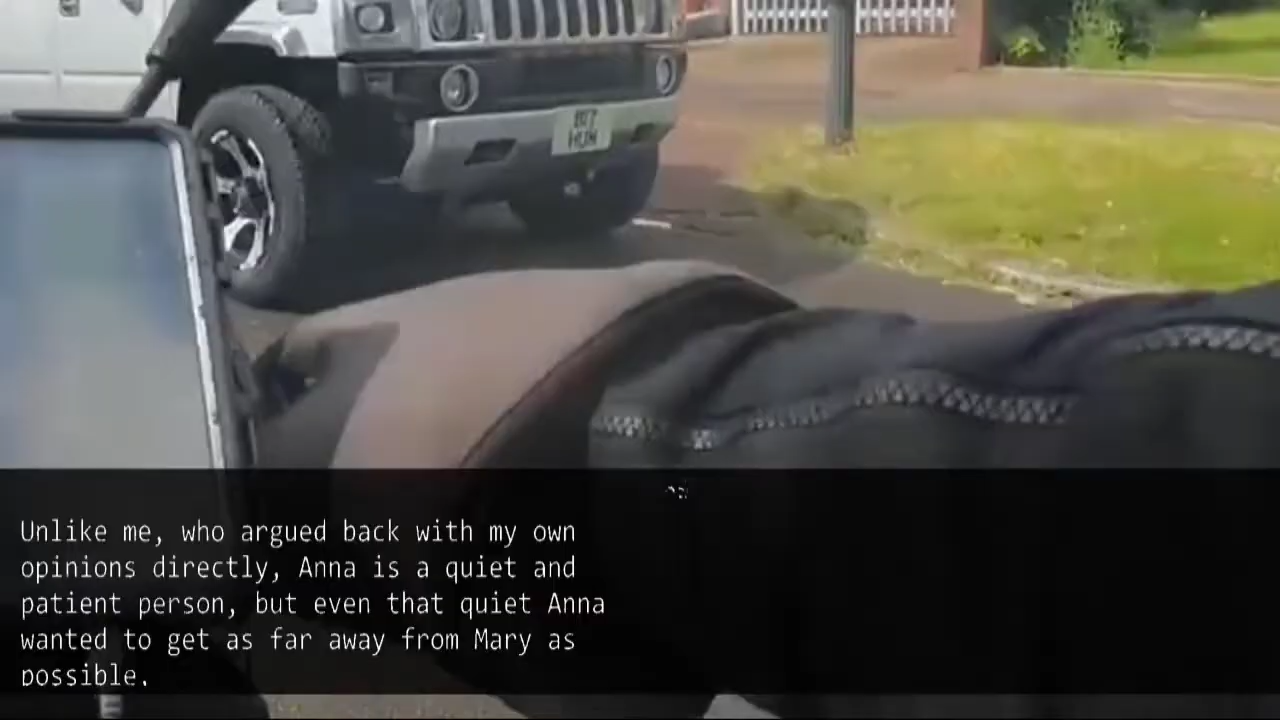 HUM
Unlike me, who argued back with my own
opinions directly, Anna is a quiet and
patient person, but even that quiet Anna
wanted to get as far away from Mary as
possible.